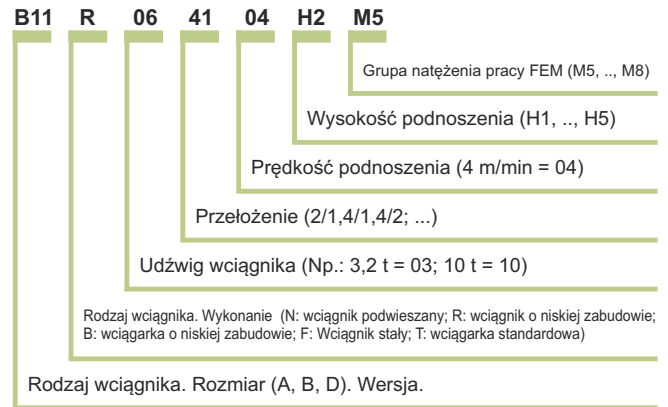 B11 R 06 41 04 H2 M5
Grupa natężenia pracy FEM (M5, .., M8)
Wysokość podnoszenia (H1, .., H5)
Prędkość podnoszenia (4 m/min = 04)
Przełożenie (2/1,4/1,4/2; ...)
Udźwig wciągnika (Np.: 3,2 t = 03; 10 t = 10)
Rodzaj wciągnika. Wykonanie (N: wciągnik podwieszany; R: wciągnik o niskiej zabudowie;
B: wciągarka o niskiej zabudowie; F: Wciągnik stały; T: wciągarka standardowa)
Rodzaj wciągnika. Rozmiar (A, B, D). Wersja.